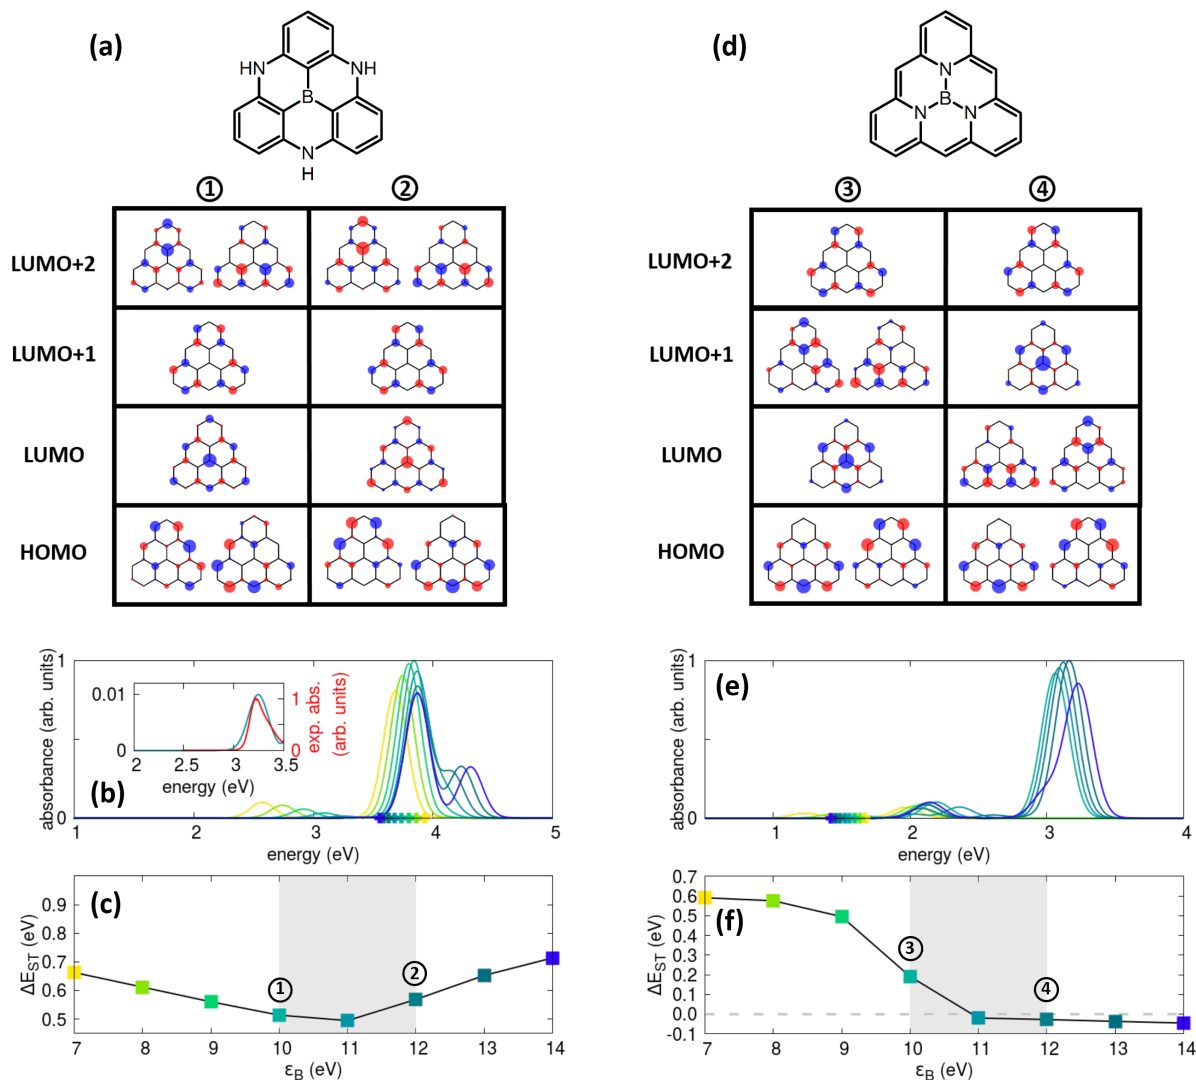 (a)
HN
NH
B
N
H
(d)
N
N
B
N
1
2
3
4
LUMO+2
LUMO+1
LUMO
HOMO
LUMO+2
LUMO+1
LUMO
HOMO
absorbance (arb. units)
1
0
0.01
0
2 2.5 3 3.5
energy (eV)
1
0
exp. abs.
(arb. units)
(b)
1 2 3 4 5
energy (eV)
absorbance (arb. units)
1
0
(e)
1 2 3 4
energy (eV)
(c)
ΔE_ST (eV)
0.9
0.8
0.7
0.6
0.5
1
2
7 8 9 10 11 12 13 14
ε_B (eV)
(f)
ΔE_ST (eV)
0.7
0.6
0.5
0.4
0.3
0.2
0.1
0.0
-0.1
3
4
7 8 9 10 11 12 13 14
ε_B (eV)